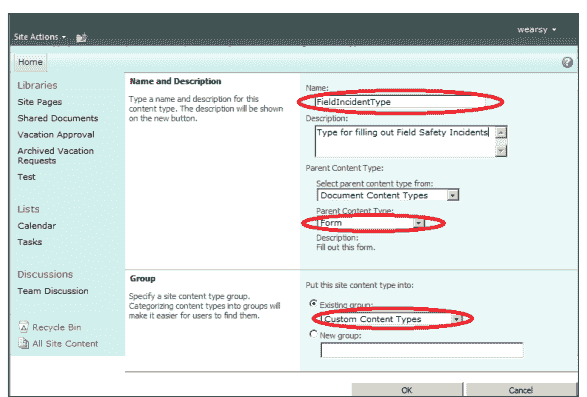 Site Actions
wearsy
Home
Libraries
Site Pages
Shared Documents
Vacation Approval
Archived Vacation
Requests
Test
Lists
Calendar
Tasks
Discussions
Team Discussion
Recycle Bin
All Site Content
Name and Description
Type a name and description for this
content type. The description will be shown
on the new button.
Name:
FieldIncidentType
Description:
Type for filling out Field Safety Incidents
Parent Content Type:
Select parent content type from:
Document Content Types
Parent Content Type:
Form
Description:
Fill out this form.
Group
Specify a site content type group.
Categorizing content types into groups will
make it easier for users to find them.
Put this site content type into:
Existing group:
Custom Content Types
New group:
OK
Cancel